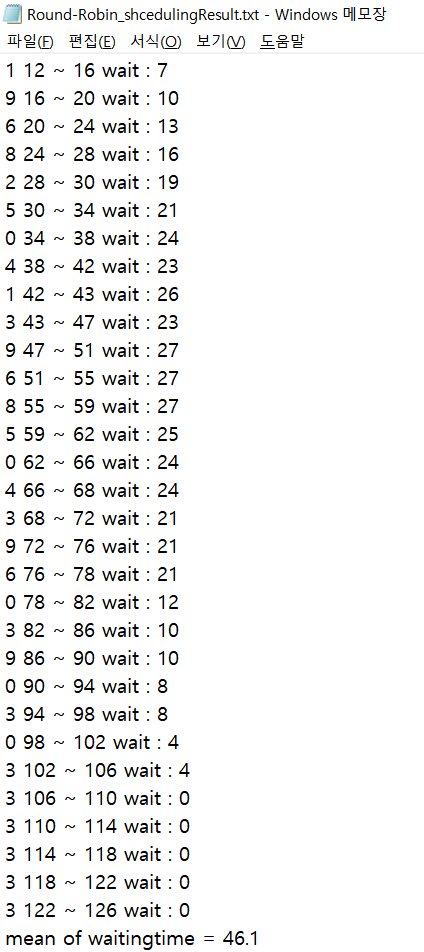 Round-Robin_shcedulingResult.txt - Windows 메모장
파일(F) 편집(E) 서식(O) 보기(V) 도움말
1 12 ~ 16 wait : 7
9 16 ~ 20 wait : 10
6 20 ~ 24 wait : 13
8 24 ~ 28 wait : 16
2 28 ~ 30 wait : 19
5 30 ~ 34 wait : 21
0 34 ~ 38 wait : 24
4 38 ~ 42 wait : 23
1 42 ~ 43 wait : 26
3 43 ~ 47 wait : 23
9 47 ~ 51 wait : 27
6 51 ~ 55 wait : 27
8 55 ~ 59 wait : 27
5 59 ~ 62 wait : 25
0 62 ~ 66 wait : 24
4 66 ~ 68 wait : 24
3 68 ~ 72 wait : 21
9 72 ~ 76 wait : 21
6 76 ~ 78 wait : 21
0 78 ~ 82 wait : 12
3 82 ~ 86 wait : 10
9 86 ~ 90 wait : 10
0 90 ~ 94 wait : 8
3 94 ~ 98 wait : 8
0 98 ~ 102 wait : 4
3 102 ~ 106 wait : 4
3 106 ~ 110 wait : 0
3 110 ~ 114 wait : 0
3 114 ~ 118 wait : 0
3 118 ~ 122 wait : 0
3 122 ~ 126 wait : 0
mean of waitingtime = 46.1